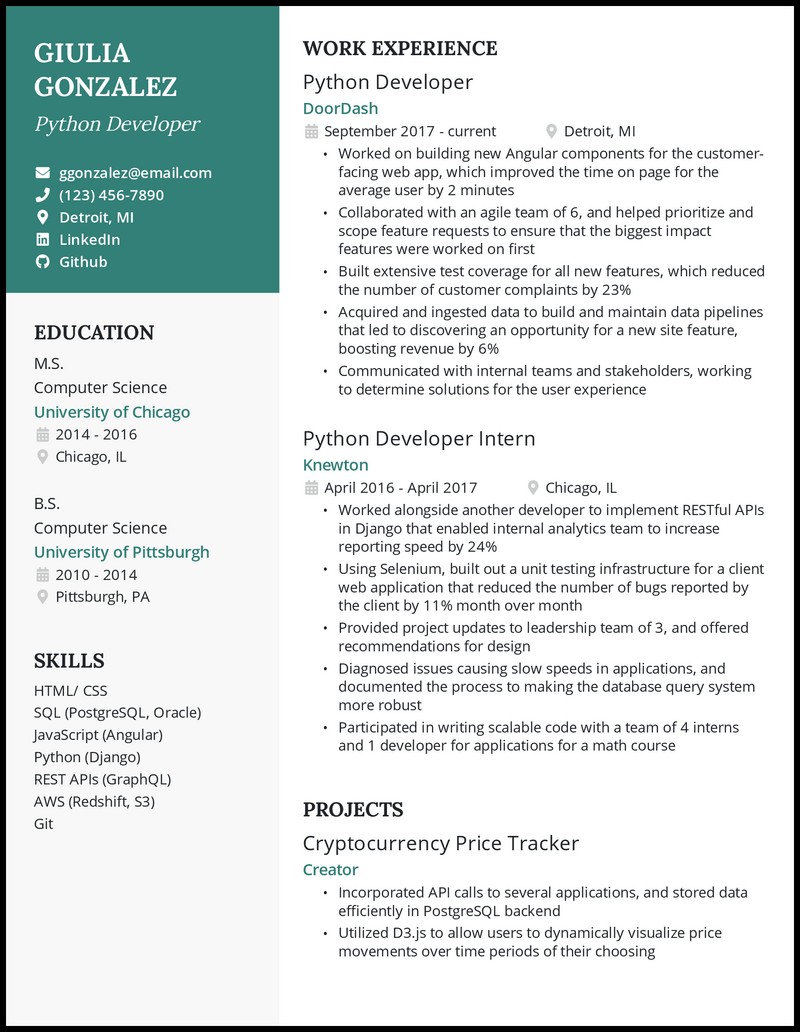 GIULIA
GONZALEZ
Python Developer
ggonzalez@email.com
(123) 456-7890
Detroit, MI
LinkedIn
Github
EDUCATION
M.S.
Computer Science
University of Chicago
2014 - 2016
Chicago, IL
B.S.
Computer Science
University of Pittsburgh
2010 - 2014
Pittsburgh, PA
SKILLS
HTML/ CSS
SQL (PostgreSQL, Oracle)
JavaScript (Angular)
Python (Django)
REST APIs (GraphQL)
AWS (Redshift, S3)
Git
WORK EXPERIENCE
Python Developer
DoorDash
September 2017 - current Detroit, MI
• Worked on building new Angular components for the customer-
facing web app, which improved the time on page for the
average user by 2 minutes
• Collaborated with an agile team of 6, and helped prioritize and
scope feature requests to ensure that the biggest impact
features were worked on first
• Built extensive test coverage for all new features, which reduced
the number of customer complaints by 23%
• Acquired and ingested data to build and maintain data pipelines
that led to discovering an opportunity for a new site feature,
boosting revenue by 6%
• Communicated with internal teams and stakeholders, working
to determine solutions for the user experience
Python Developer Intern
Knewton
April 2016 - April 2017 Chicago, IL
• Worked alongside another developer to implement RESTful APIs
in Django that enabled internal analytics team to increase
reporting speed by 24%
• Using Selenium, built out a unit testing infrastructure for a client
web application that reduced the number of bugs reported by
the client by 11% month over month
• Provided project updates to leadership team of 3, and offered
recommendations for design
• Diagnosed issues causing slow speeds in applications, and
documented the process to making the database query system
more robust
• Participated in writing scalable code with a team of 4 interns
and 1 developer for applications for a math course
PROJECTS
Cryptocurrency Price Tracker
Creator
• Incorporated API calls to several applications, and stored data
efficiently in PostgreSQL backend
• Utilized D3.js to allow users to dynamically visualize price
movements over time periods of their choosing